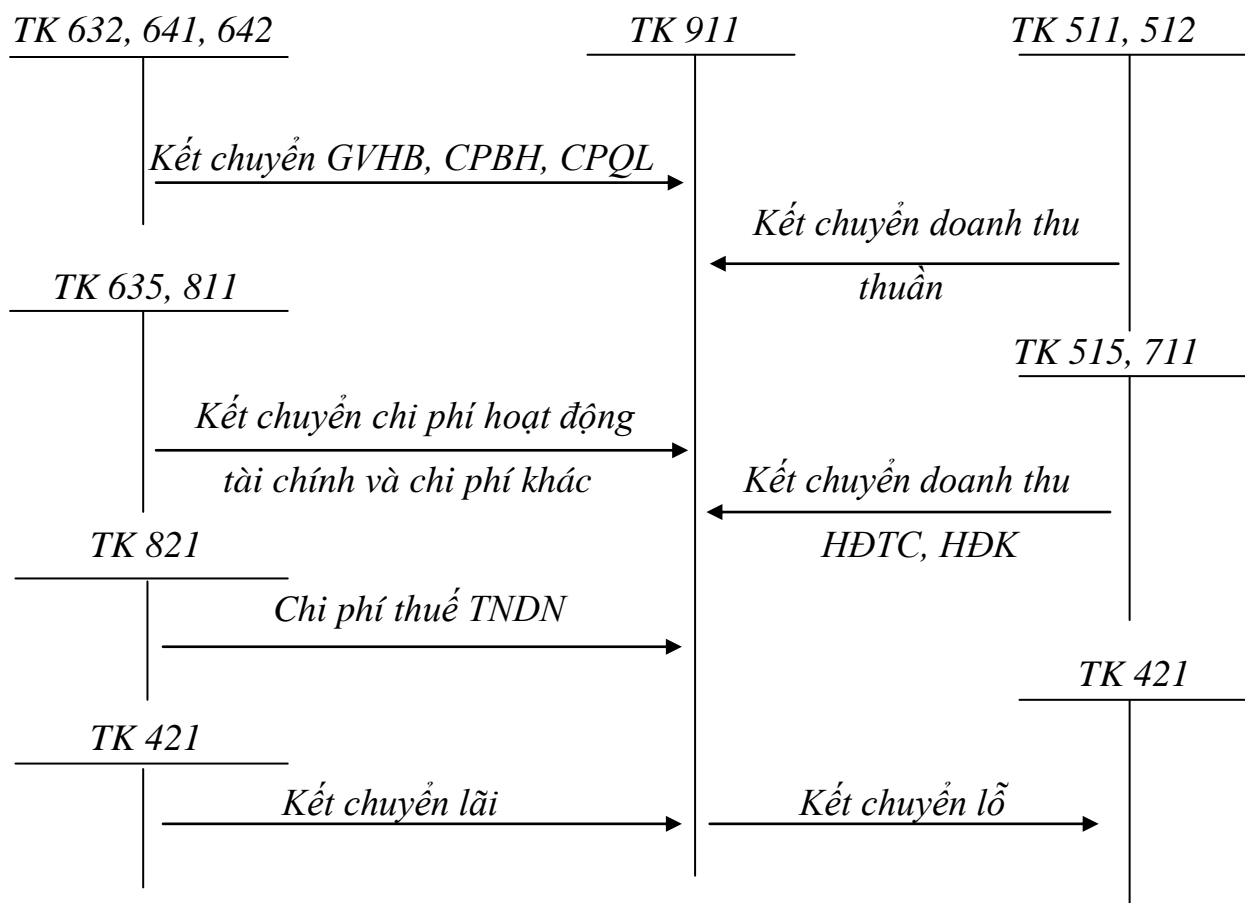 TK 632, 641, 642
TK 911
TK 511, 512
Kết chuyển GVHB, CPBH, CPQL
Kết chuyển doanh thu
thuần
TK 635, 811
TK 515, 711
Kết chuyển chi phí hoạt động
tài chính và chi phí khác
Kết chuyển doanh thu
HĐTC, HĐK
TK 821
Chi phí thuế TNDN
TK 421
TK 421
Kết chuyển lãi
Kết chuyển lỗ